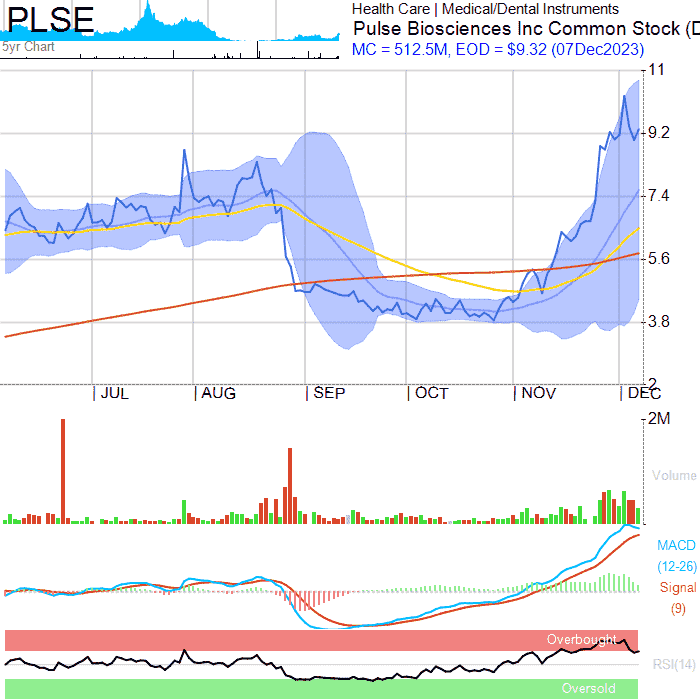 PLSE
Health Care | Medical/Dental Instruments
Pulse Biosciences Inc Common Stock (D
MC = 512.5M, EOD = $9.32 (07Dec2023)
5yr Chart
11
9.2
7.4
5.6
3.8
2
JUL AUG SEP OCT NOV DEC
2M
Volume
MACD
(12-26)
Signal
(9)
Overbought
RSI(14)
Oversold